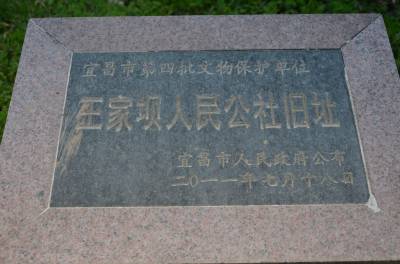 宜昌市第四批文物保护单位
王家坝人民公社旧址
宜昌市人民政府公布
二〇一一年七月十八日